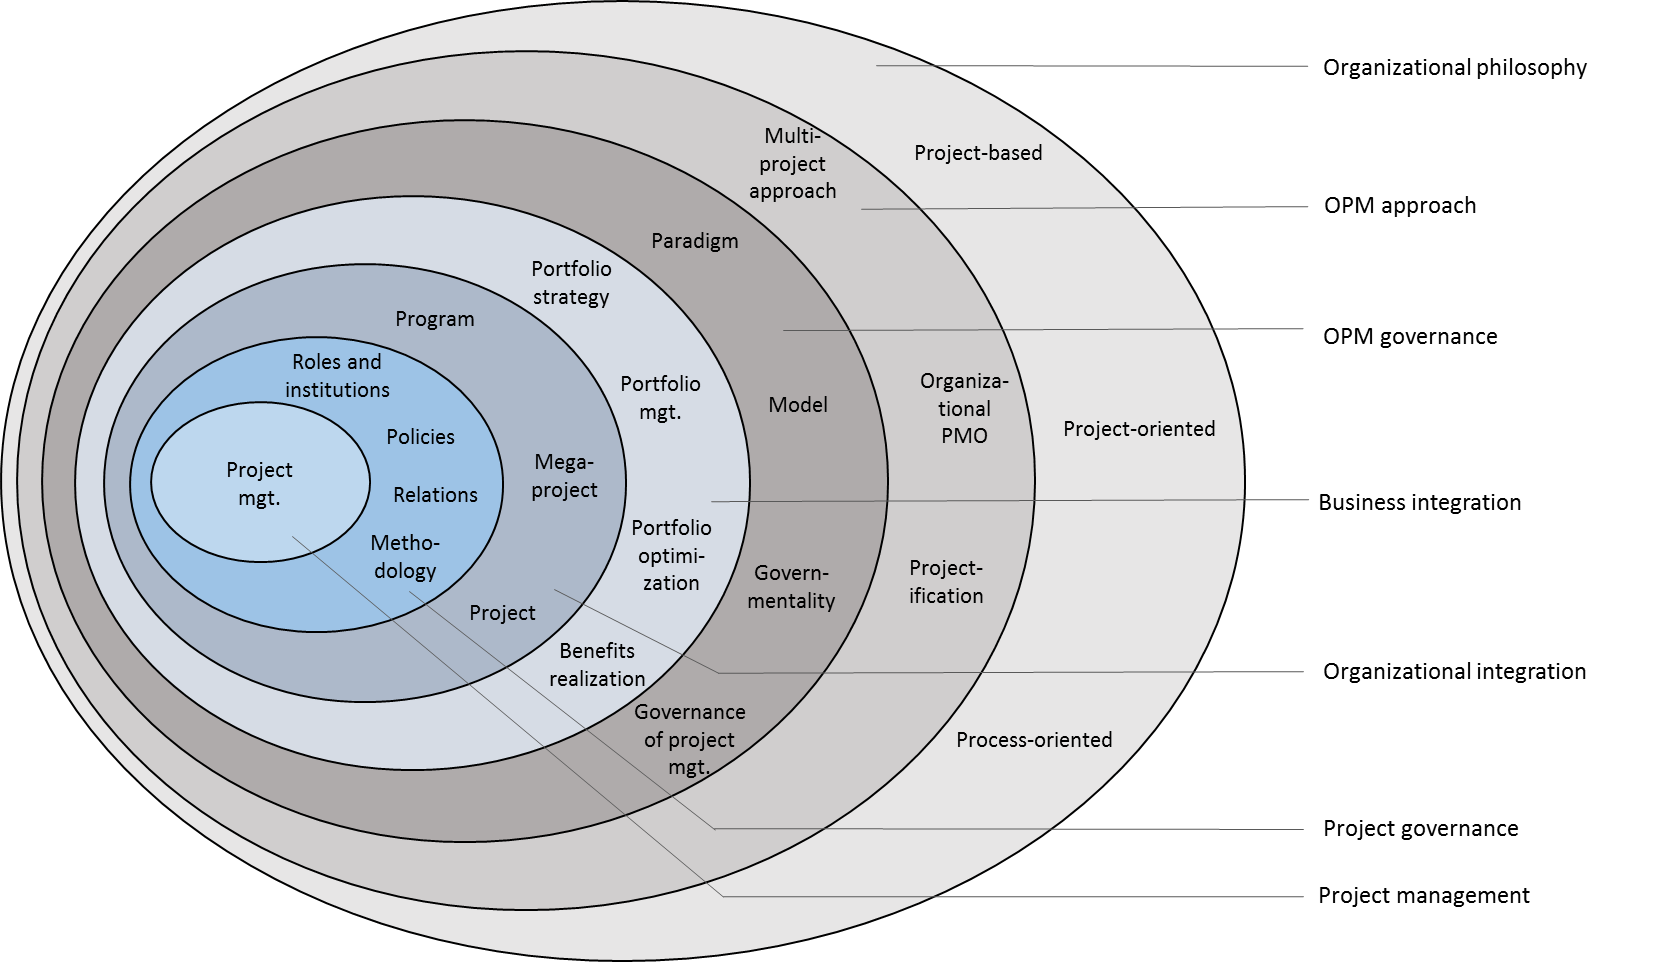 Organizational philosophy
Multi-
project
approach
Project-based
OPM approach
Paradigm
Portfolio
strategy
Program
OPM governance
Roles and
institutions
Portfolio
mgt.
Model
Organiza-
tional
PMO
Project-oriented
Policies
Project
mgt.
Mega-
project
Relations
Business integration
Metho-
dology
Portfolio
optimi-
zation
Govern-
mentality
Project-
ification
Project
Benefits
realization
Organizational integration
Governance
of project
mgt.
Process-oriented
Project governance
Project management